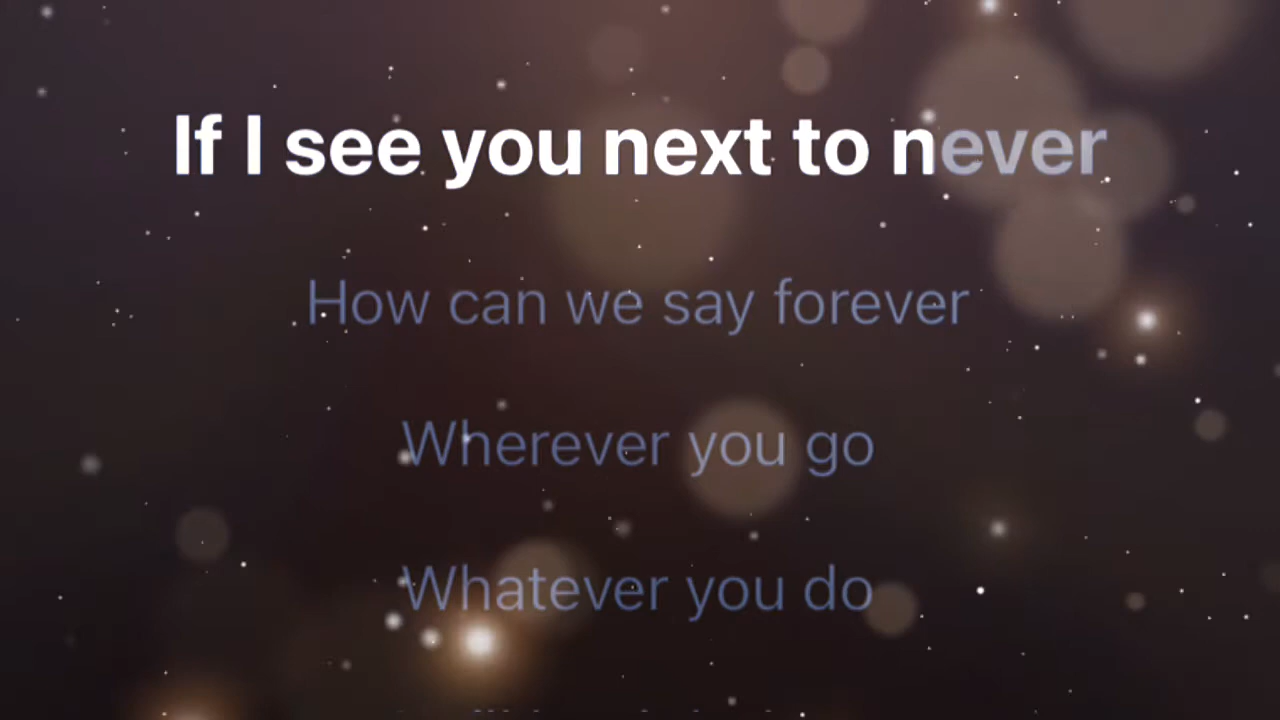 If I see you next to never
How can we say forever
Wherever you go
Whatever you do